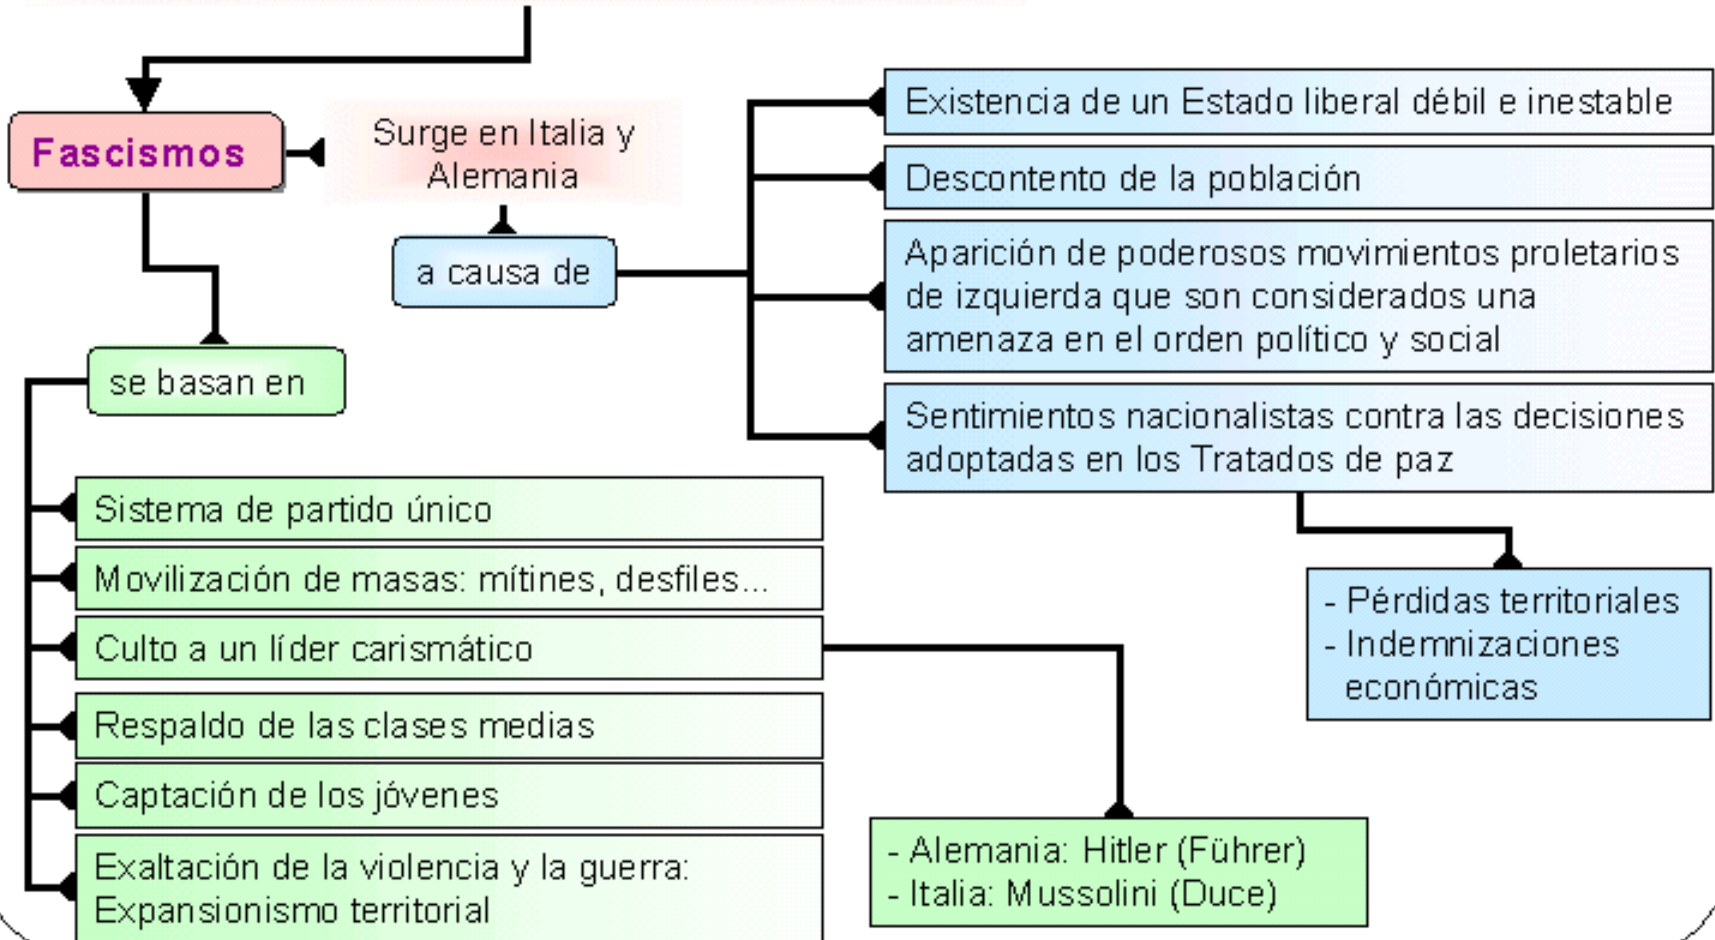 Fascismos
Surge en Italia y
Alemania
a causa de
Existencia de un Estado liberal débil e inestable
Descontento de la población
Aparición de poderosos movimientos proletarios
de izquierda que son considerados una
amenaza en el orden político y social
Sentimientos nacionalistas contra las decisiones
adoptadas en los Tratados de paz
- Pérdidas territoriales
- Indemnizaciones
económicas
se basan en
Sistema de partido único
Movilización de masas: mítines, desfiles...
Culto a un líder carismático
Respaldo de las clases medias
Captación de los jóvenes
Exaltación de la violencia y la guerra:
Expansionismo territorial
- Alemania: Hitler (Führer)
- Italia: Mussolini (Duce)